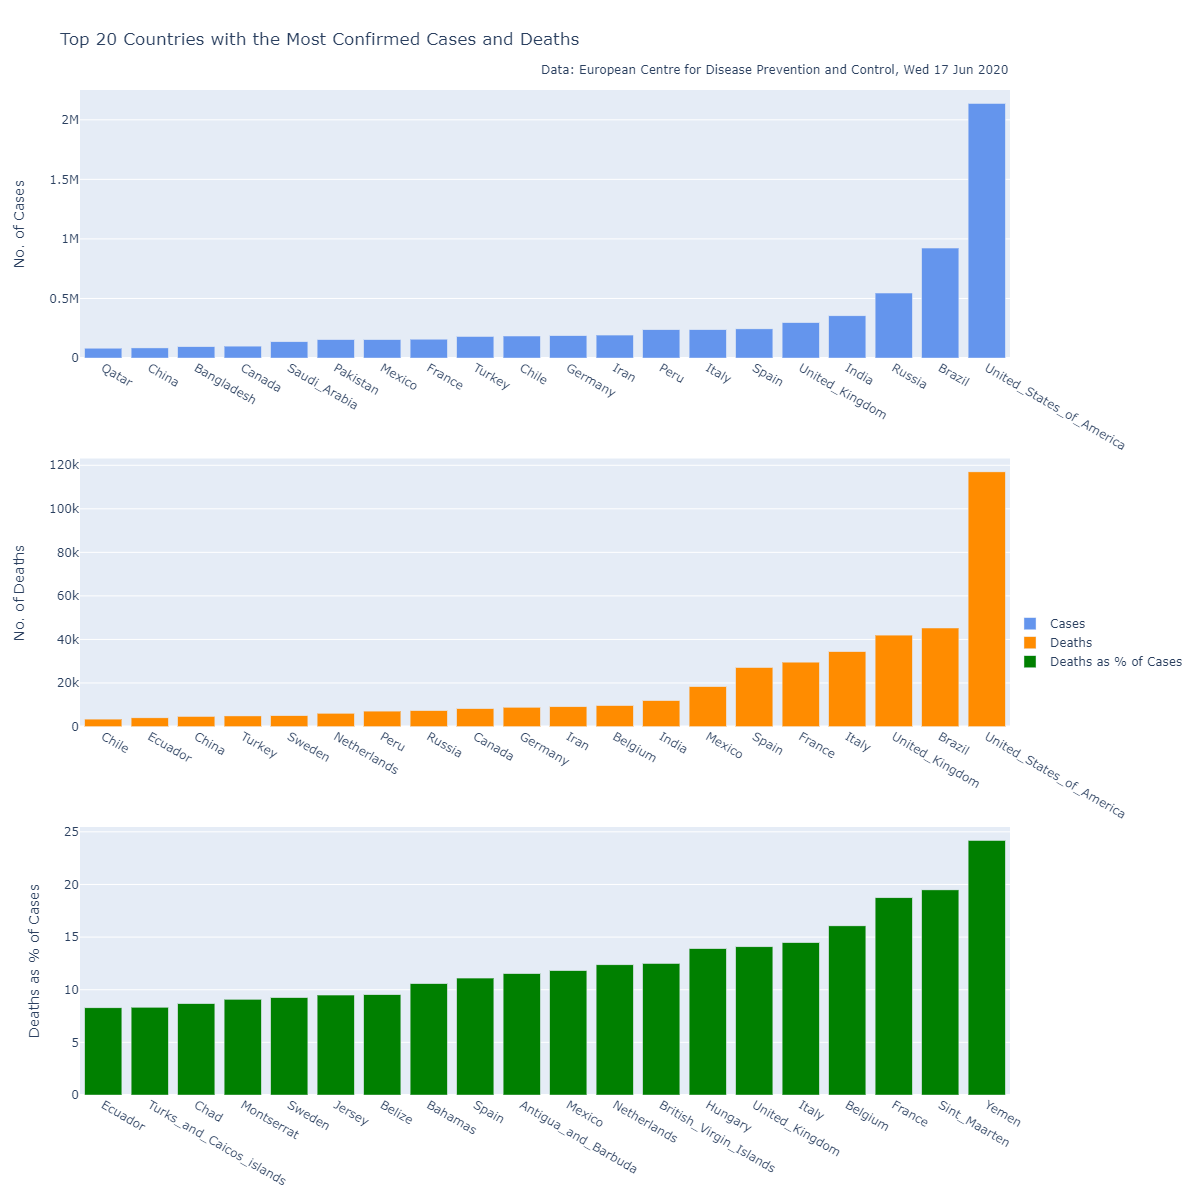 Top 20 Countries with the Most Confirmed Cases and Deaths
Data: European Centre for Disease Prevention and Control, Wed 17 Jun 2020
No. of Cases
2M
1.5M
1M
0.5M
0
Qatar
China
Bangladesh
Canada
Saudi_Arabia
Pakistan
Mexico
France
Turkey
Chile
Germany
Iran
Peru
Italy
Spain
United_Kingdom
India
Russia
Brazil
United_States_of_America
No. of Deaths
120k
100k
80k
60k
40k
20k
0
Chile
Ecuador
China
Turkey
Sweden
Netherlands
Peru
Russia
Canada
Germany
Iran
Belgium
India
Mexico
Spain
France
Italy
United_Kingdom
Brazil
United_States_of_America
Cases
Deaths
Deaths as % of Cases
Deaths as % of Cases
25
20
15
10
5
0
Ecuador
Turks_and_Caicos_islands
Chad
Montserrat
Sweden
Jersey
Belize
Bahamas
Spain
Antigua_and_Barbuda
Mexico
Netherlands
British_Virgin_Islands
Hungary
United_Kingdom
Italy
Belgium
France
Sint_Maarten
Yemen